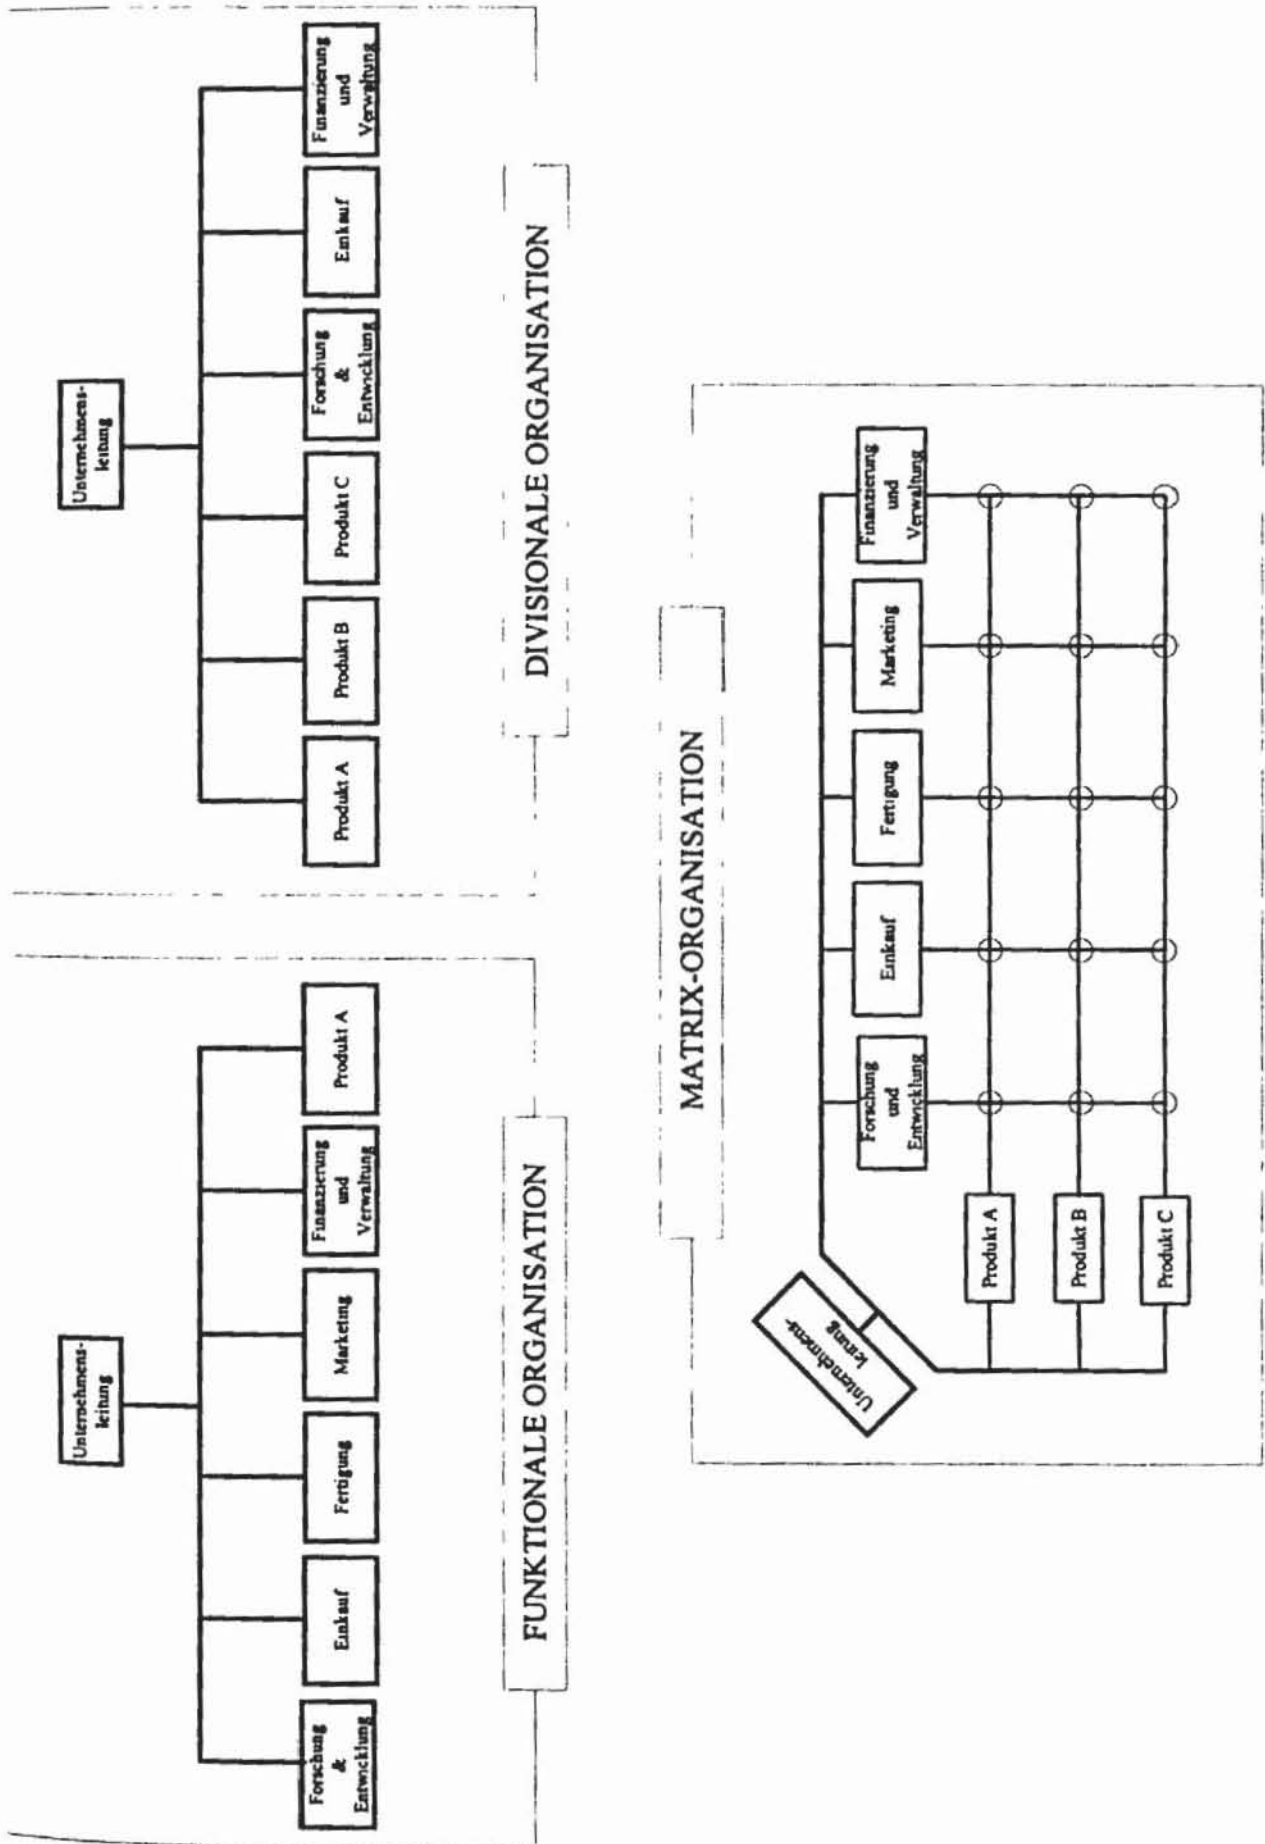 Unternehmens-
leitung
Forschung
&
Entwicklung
Einkauf
Fertigung
Marketing
Finanzierung
und
Verwaltung
Produkt A
FUNKTIONALE ORGANISATION
Unternehmens-
leitung
Produkt A
Produkt B
Produkt C
Forschung
&
Entwicklung
Einkauf
Finanzierung
und
Verwaltung
DIVISIONALE ORGANISATION
MATRIX-ORGANISATION
Unternehmens-
leitung
Forschung
und
Entwicklung
Einkauf
Fertigung
Marketing
Finanzierung
und
Verwaltung
Produkt A
Produkt B
Produkt C